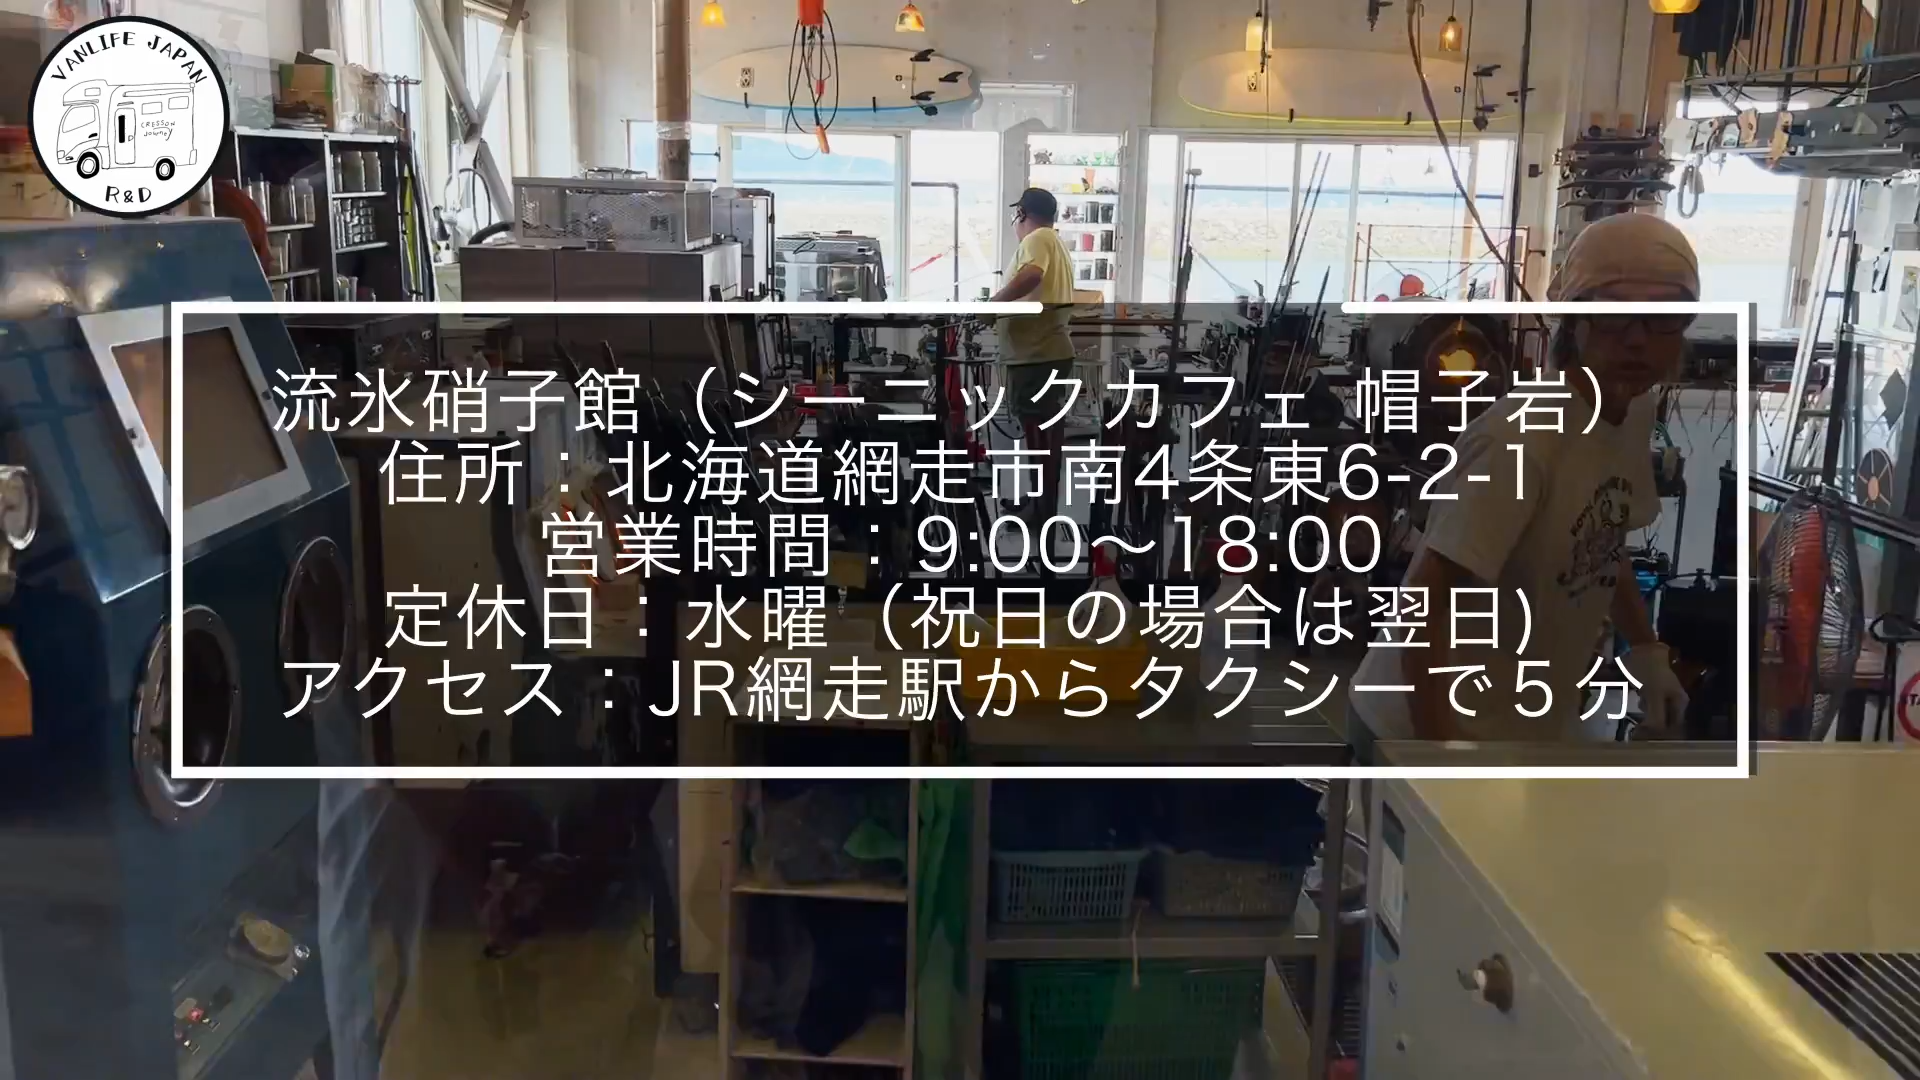 VANLIFE JAPAN
CRESSON
Journey
R&D
流氷硝子館（シーニックカフェ 帽子岩）
住所：北海道網走市南4条東6-2-1
営業時間：9:00〜18:00
定休日：水曜（祝日の場合は翌日）
アクセス：JR網走駅からタクシーで５分